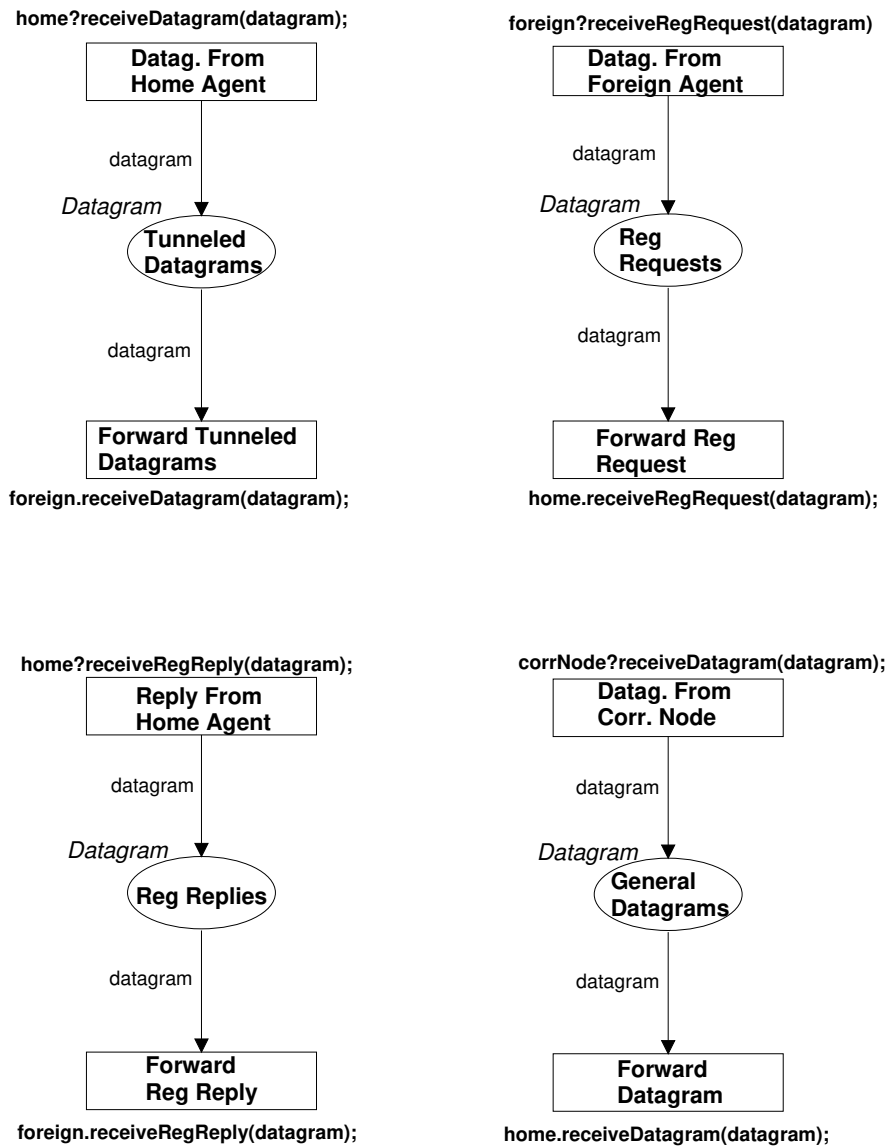 home?receiveDatagram(datagram);
Datag. From
Home Agent
datagram
Datagram
Tunneled
Datagrams
datagram
Forward Tunneled
Datagrams
foreign.receiveDatagram(datagram);
foreign?receiveRegRequest(datagram)
Datag. From
Foreign Agent
datagram
Datagram
Reg
Requests
datagram
Forward Reg
Request
home.receiveRegRequest(datagram);
home?receiveRegReply(datagram);
Reply From
Home Agent
datagram
Datagram
Reg Replies
datagram
Forward
Reg Reply
foreign.receiveRegReply(datagram);
corrNode?receiveDatagram(datagram);
Datag. From
Corr. Node
datagram
Datagram
General
Datagrams
datagram
Forward
Datagram
home.receiveDatagram(datagram);